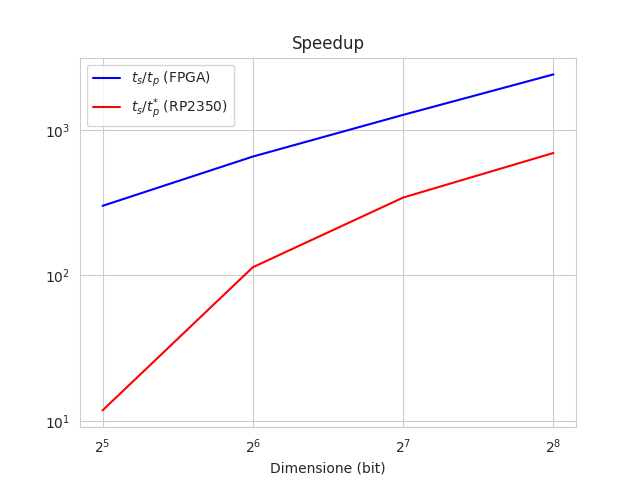 Speedup
t_s/t_p (FPGA)
t_s/t_p^* (RP2350)
10^3
10^2
10^1
2^5 2^6 2^7 2^8
Dimensione (bit)